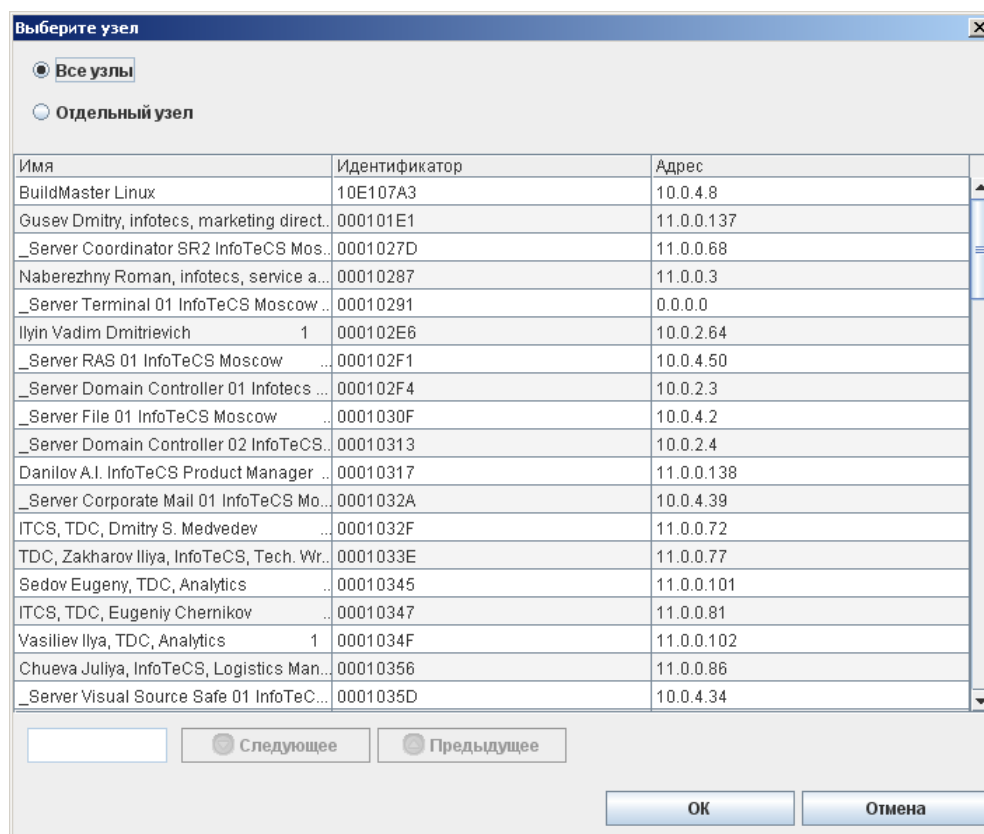 Выберите узел
Все узлы
Отдельный узел
Имя Идентификатор Адрес
BuildMaster Linux 10E107A3 10.0.4.8
Gusev Dmitry, infotecs, marketing direct.. 000101E1 11.0.0.137
_Server Coordinator SR2 InfoTeCS Mos.. 0001027D 11.0.0.68
Naberezhny Roman, infotecs, service a... 00010287 11.0.0.3
_Server Terminal 01 InfoTeCS Moscow .. 00010291 0.0.0.0
Ilyin Vadim Dmitrievich 1 000102E6 10.0.2.64
_Server RAS 01 InfoTeCS Moscow ... 000102F1 10.0.4.50
_Server Domain Controller 01 Infotecs ... 000102F4 10.0.2.3
_Server File 01 InfoTeCS Moscow .. 0001030F 10.0.4.2
_Server Domain Controller 02 InfoTeCS.. 00010313 10.0.2.4
Danilov A.I. InfoTeCS Product Manager .. 00010317 11.0.0.138
_Server Corporate Mail 01 InfoTeCS Mo... 0001032A 10.0.4.39
ITCS, TDC, Dmitry S. Medvedev ... 0001032F 11.0.0.72
TDC, Zakharov Iliya, InfoTeCS, Tech. Wr.. 0001033E 11.0.0.77
Sedov Eugeny, TDC, Analytics .. 00010345 11.0.0.101
ITCS, TDC, Eugeniy Chernikov .. 00010347 11.0.0.81
Vasiliev Ilya, TDC, Analytics 1 0001034F 11.0.0.102
Chueva Juliya, InfoTeCS, Logistics Man... 00010356 11.0.0.86
_Server Visual Source Safe 01 InfoTeC... 0001035D 10.0.4.34
Следующее Предыдущее
ОК Отмена